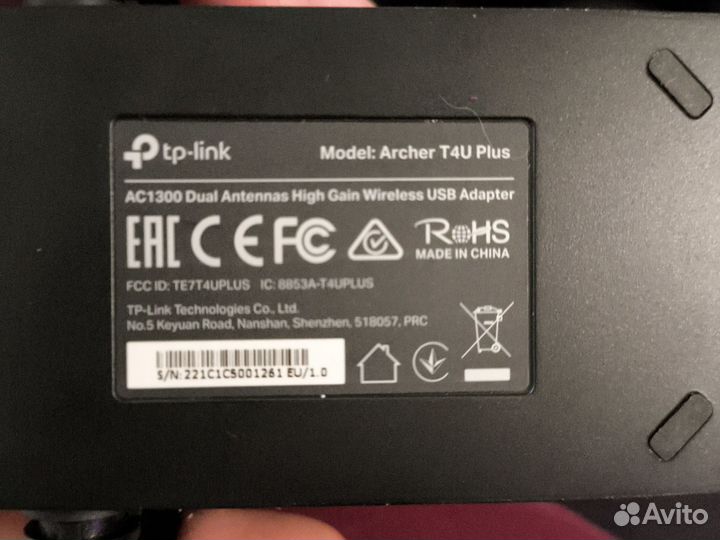 tp-link
Model: Archer T4U Plus
AC1300 Dual Antennas High Gain Wireless USB Adapter
EAC CE FC RoHS
MADE IN CHINA
FCC ID: TE7T4UPLUS IC: 8853A-T4UPLUS
TP-Link Technologies Co., Ltd.
No.5 Keyuan Road, Nanshan, Shenzhen, 518057, PRC
S/N: 221C1C5001261 EU/1.0
Avito